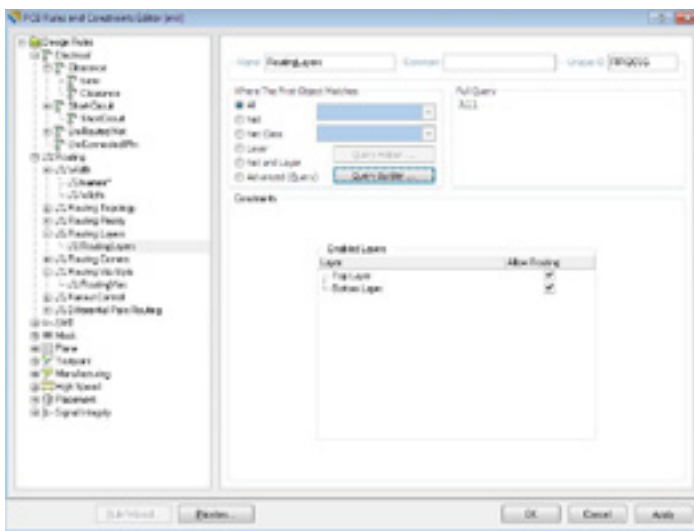 PCB Rules and Constraints Editor [mil]
Design Rules
Electrical
Clearance
Clearance
Short-Circuit
ShortCircuit
Un-Routed Net
Un-Connected Pin
Routing
Width
Width
Routing Topology
Routing Priority
Routing Layers
RoutingLayers
Routing Corners
Routing Via Style
RoutingVias
Fanout Control
Differential Pairs Routing
SMT
Mask
Plane
Testpoint
Manufacturing
High Speed
Placement
Signal Integrity
Name RoutingLayers Comment Unique ID
Where The First Object Matches
All
Net
Net Class
Layer
Net and Layer
Advanced (Query)
Query Helper ...
Query Builder ...
Full Query
All
Constraints
Enabled Layers
Layer Allow Routing
Top Layer
Bottom Layer
Rule Wizard... Priorities... OK Cancel Apply